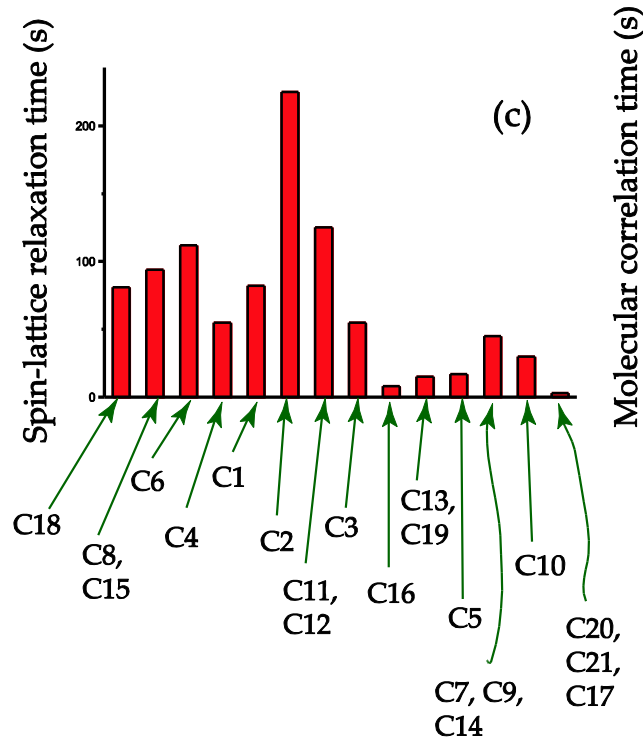 Spin-lattice relaxation time (s)
Molecular correlation time (s)
(c)
200
100
0
C18
C8,
C15
C6
C4
C1
C2
C11,
C12
C3
C16
C13,
C19
C5
C7, C9,
C14
C10
C20,
C21,
C17